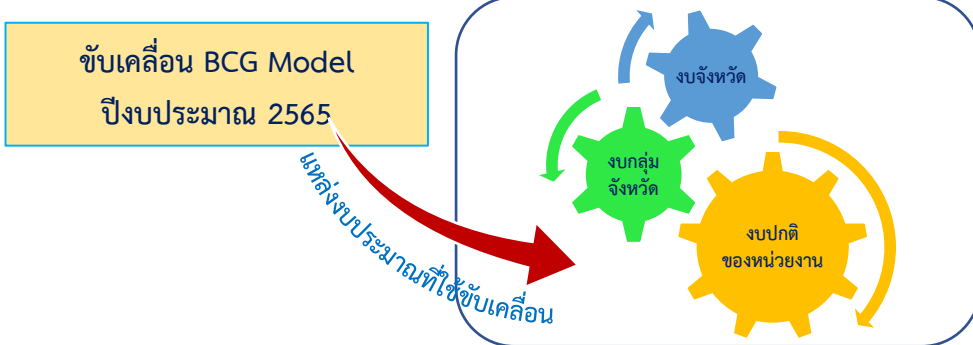 ขับเคลื่อน BCG Model
ปีงบประมาณ 2565
แหล่งงบประมาณที่ใช้ขับเคลื่อน
งบจังหวัด
งบกลุ่ม
จังหวัด
งบปกติ
ของหน่วยงาน